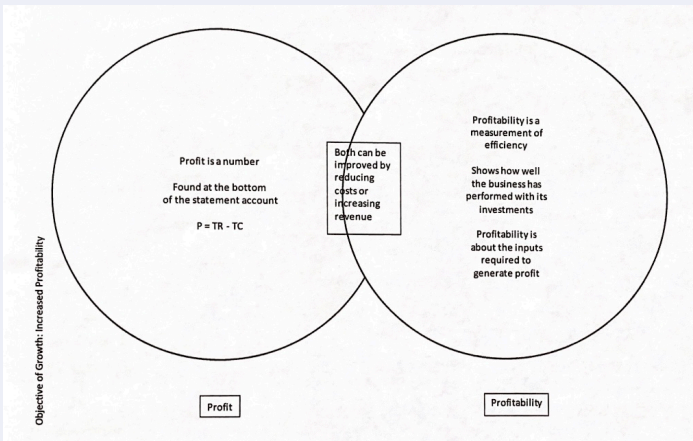 Objective of Growth: Increased Profitability
Profit is a number
Found at the bottom
of the statement account
P = TR - TC
Both can be
improved by
reducing
costs or
increasing
revenue
Profitability is a
measurement of
efficiency
Shows how well
the business has
performed with its
investments
Profitability is
about the inputs
required to
generate profit
Profit
Profitability